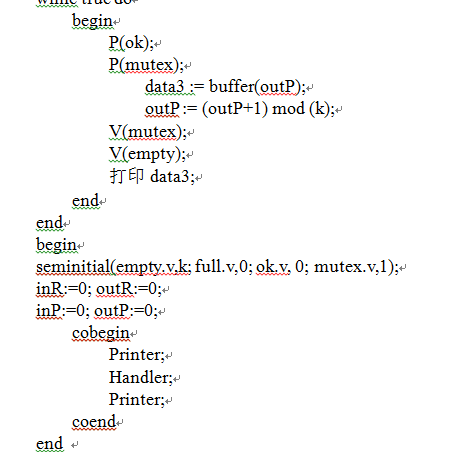 while true do
begin
P(ok);
P(mutex);
data3 := buffer(outP);
outP := (outP+1) mod (k);
V(mutex);
V(empty);
打印 data3;
end
end
begin
seminitial(empty.v,k; full.v,0; ok.v, 0; mutex.v,1);
inR:=0; outR:=0;
inP:=0; outP:=0;
cobegin
Printer;
Handler;
Printer;
coend
end